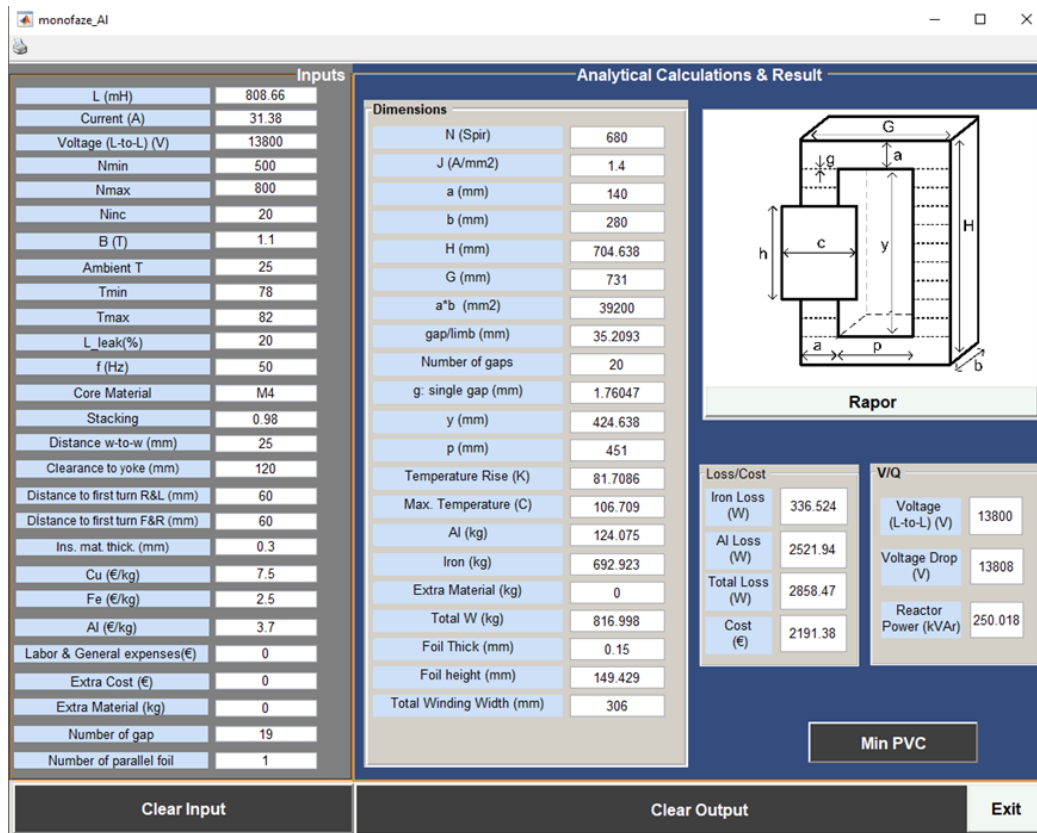 monofaze_Al
Inputs
L (mH) 808.66
Current (A) 31.38
Voltage (L-to-L) (V) 13800
Nmin 500
Nmax 800
Ninc 20
B (T) 1.1
Ambient T 25
Tmin 78
Tmax 82
L_leak(%) 20
f (Hz) 50
Core Material M4
Stacking 0.98
Distance w-to-w (mm) 25
Clearance to yoke (mm) 120
Distance to first turn R&L (mm) 60
Dİstance to first turn F&R (mm) 60
Ins. mat. thick. (mm) 0.3
Cu (€/kg) 7.5
Fe (€/kg) 2.5
Al (€/kg) 3.7
Labor & General expenses(€) 0
Extra Cost (€) 0
Extra Material (kg) 0
Number of gap 19
Number of parallel foil 1
Clear Input
Analytical Calculations & Result
Dimensions
N (Spir) 680
J (A/mm2) 1.4
a (mm) 140
b (mm) 280
H (mm) 704.638
G (mm) 731
a*b (mm2) 39200
gap/limb (mm) 35.2093
Number of gaps 20
g: single gap (mm) 1.76047
y (mm) 424.638
p (mm) 451
Temperature Rise (K) 81.7086
Max. Temperature (C) 106.709
Al (kg) 124.075
Iron (kg) 692.923
Extra Material (kg) 0
Total W (kg) 816.998
Foil Thick (mm) 0.15
Foil height (mm) 149.429
Total Winding Width (mm) 306
G
g
a
H
h
c
y
a
p
b
Rapor
Loss/Cost
Iron Loss
(W)
336.524
Al Loss
(W)
2521.94
Total Loss
(W)
2858.47
Cost
(€)
2191.38
V/Q
Voltage
(L-to-L) (V)
13800
Voltage Drop
(V)
13808
Reactor
Power (kVAr)
250.018
Min PVC
Clear Output
Exit